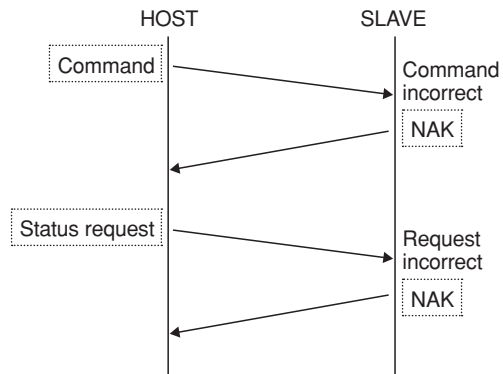 HOST
SLAVE
Command
Command
incorrect
NAK
Status request
Request
incorrect
NAK